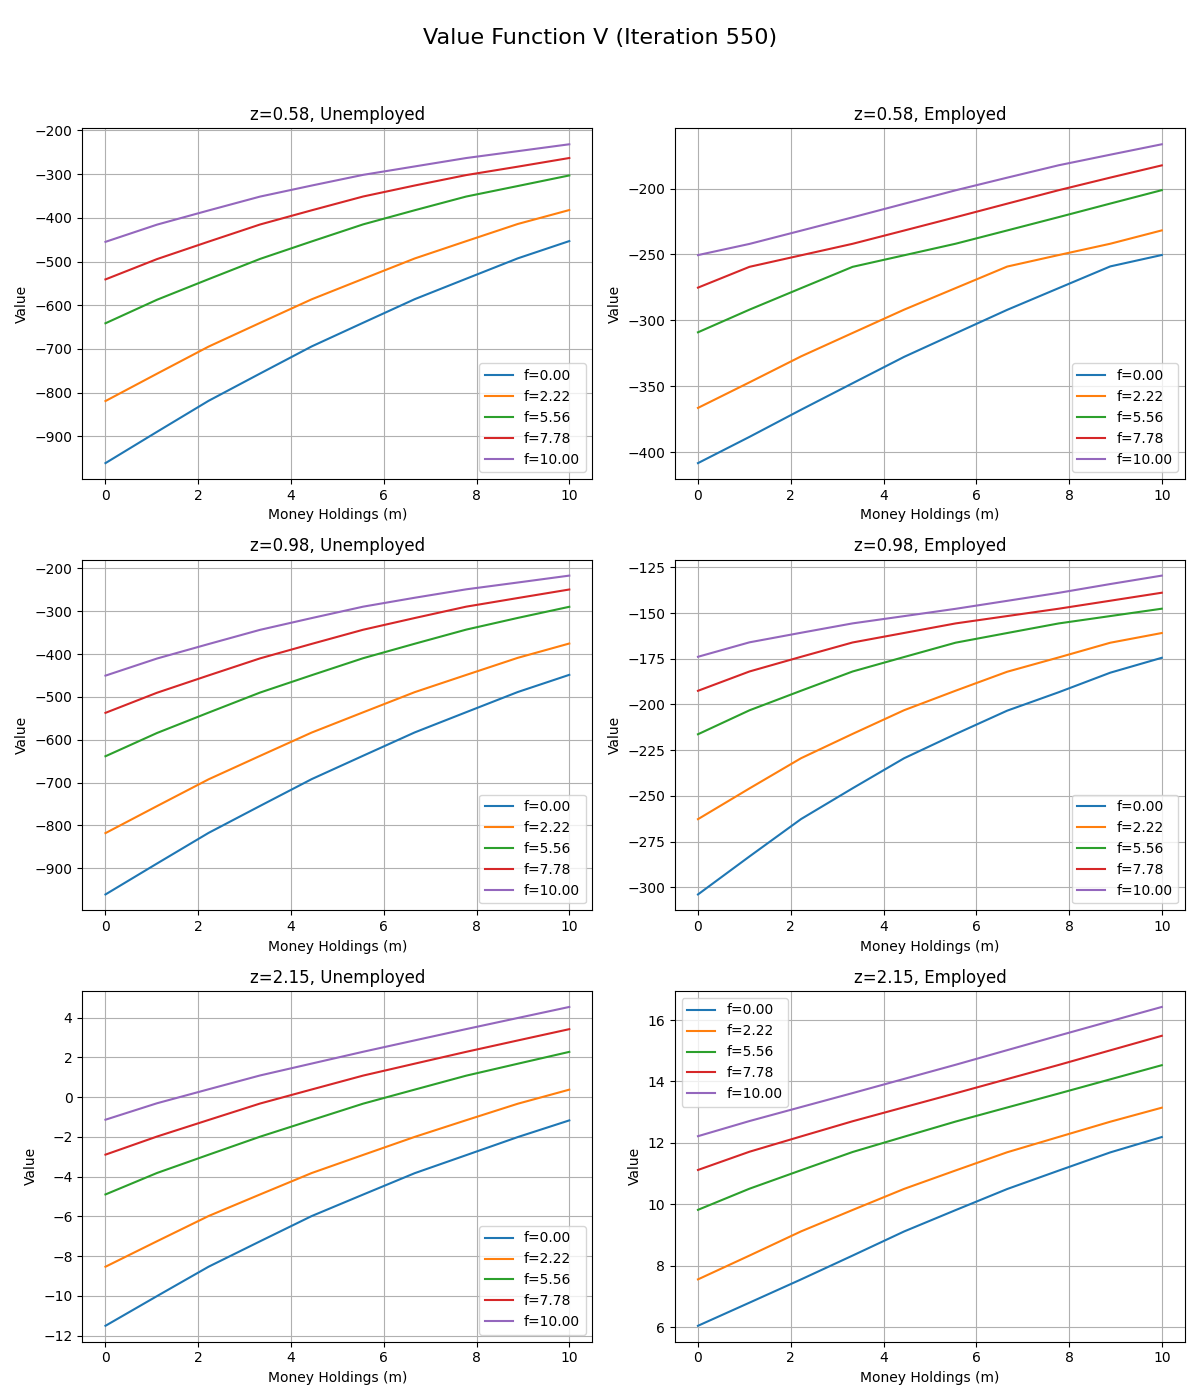 Value Function V (Iteration 550)
z=0.58, Unemployed
−200
−300
−400
−500
−600
−700
−800
−900
Value
0 2 4 6 8 10
Money Holdings (m)
f=0.00
f=2.22
f=5.56
f=7.78
f=10.00
z=0.58, Employed
−200
−250
−300
−350
−400
Value
0 2 4 6 8 10
Money Holdings (m)
f=0.00
f=2.22
f=5.56
f=7.78
f=10.00
z=0.98, Unemployed
−200
−300
−400
−500
−600
−700
−800
−900
Value
0 2 4 6 8 10
Money Holdings (m)
f=0.00
f=2.22
f=5.56
f=7.78
f=10.00
z=0.98, Employed
−125
−150
−175
−200
−225
−250
−275
−300
Value
0 2 4 6 8 10
Money Holdings (m)
f=0.00
f=2.22
f=5.56
f=7.78
f=10.00
z=2.15, Unemployed
4
2
0
−2
−4
−6
−8
−10
−12
Value
0 2 4 6 8 10
Money Holdings (m)
f=0.00
f=2.22
f=5.56
f=7.78
f=10.00
z=2.15, Employed
16
14
12
10
8
6
Value
0 2 4 6 8 10
Money Holdings (m)
f=0.00
f=2.22
f=5.56
f=7.78
f=10.00